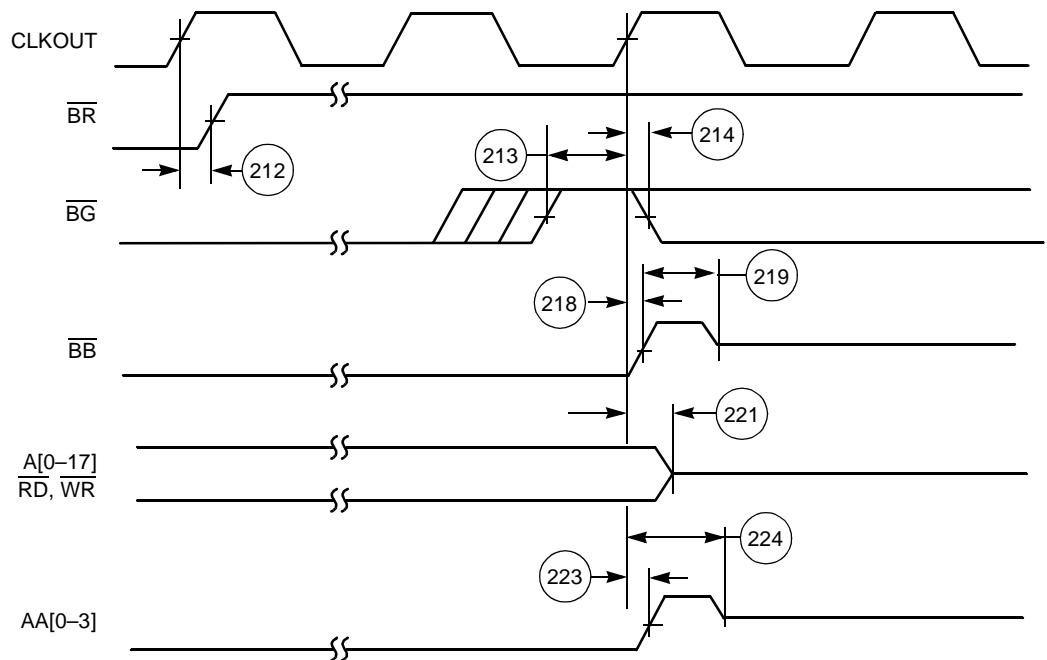 CLKOUT
BR
214
213
212
BG
219
218
BB
221
A[0–17]
RD, WR
224
223
AA[0–3]